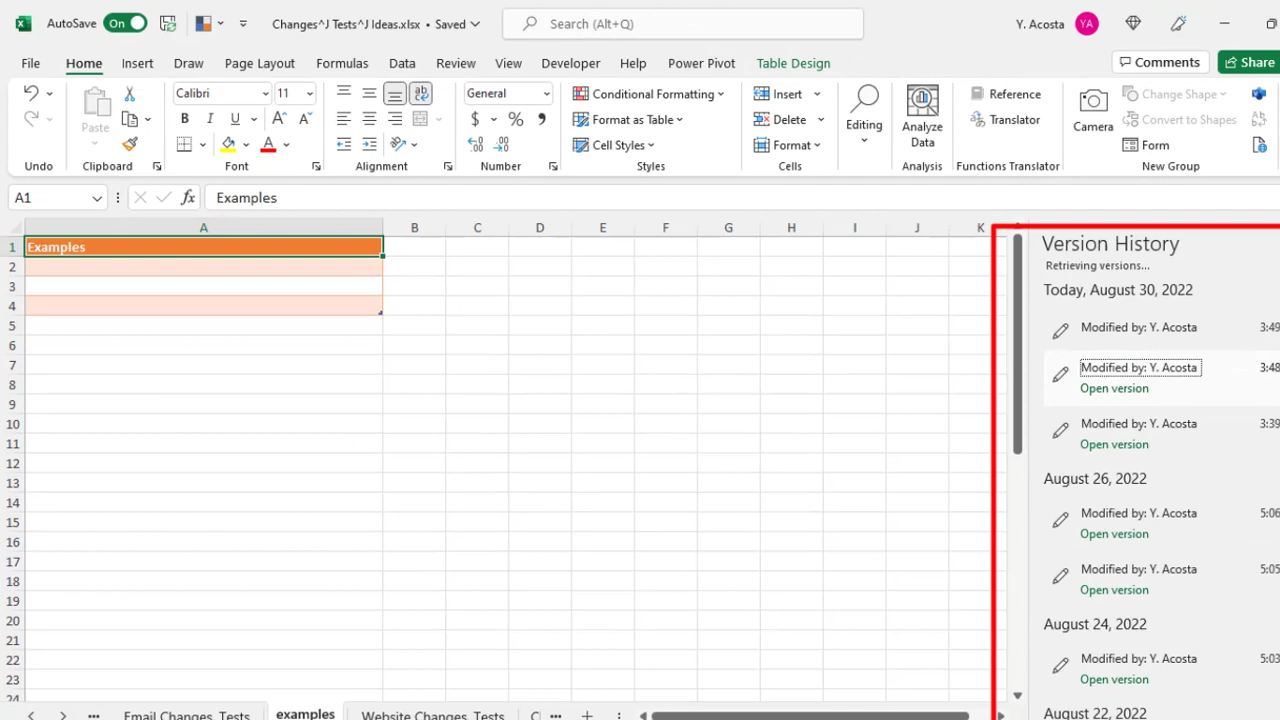 AutoSave On Changes^J Tests^J Ideas.xlsx • Saved Search (Alt+Q) Y. Acosta YA
File Home Insert Draw Page Layout Formulas Data Review View Developer Help Power Pivot Table Design Comments Share
Calibri 11 General Conditional Formatting Insert Reference Change Shape
Paste B I U A A $ % , Format as Table Delete Editing Analyze Data Translator Camera Convert to Shapes
A Cell Styles Format Form
Undo Clipboard Font Alignment Number Styles Cells Analysis Functions Translator New Group
A1 fx Examples
A B C D E F G H I J K
1 Examples
2
3
4
5
6
7
8
9
10
11
12
13
14
15
16
17
18
19
20
21
22
23
24
Version History
Retrieving versions...
Today, August 30, 2022
Modified by: Y. Acosta 3:49
Modified by: Y. Acosta 3:48
Open version
Modified by: Y. Acosta 3:39
Open version
August 26, 2022
Modified by: Y. Acosta 5:06
Open version
Modified by: Y. Acosta 5:05
Open version
August 24, 2022
Modified by: Y. Acosta 5:03
Open version
August 22, 2022
... Email Changes, Tests examples Website Changes, Tests ...